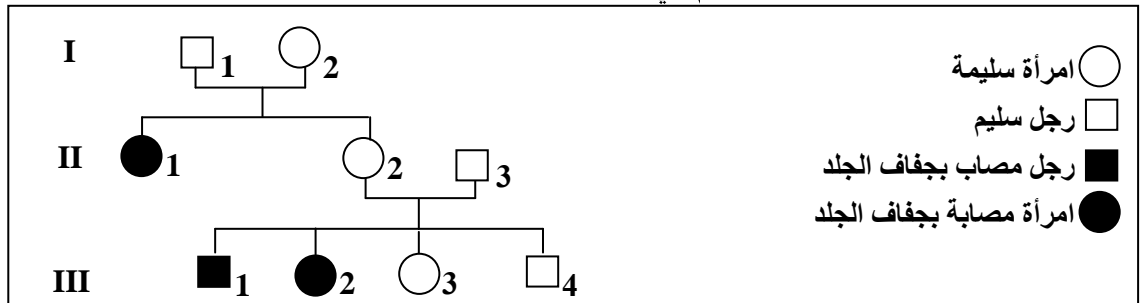 I 1 2
امرأة سليمة
رجل سليم
II 1 2 3
رجل مصاب بجفاف الجلد
امرأة مصابة بجفاف الجلد
III 1 2 3 4